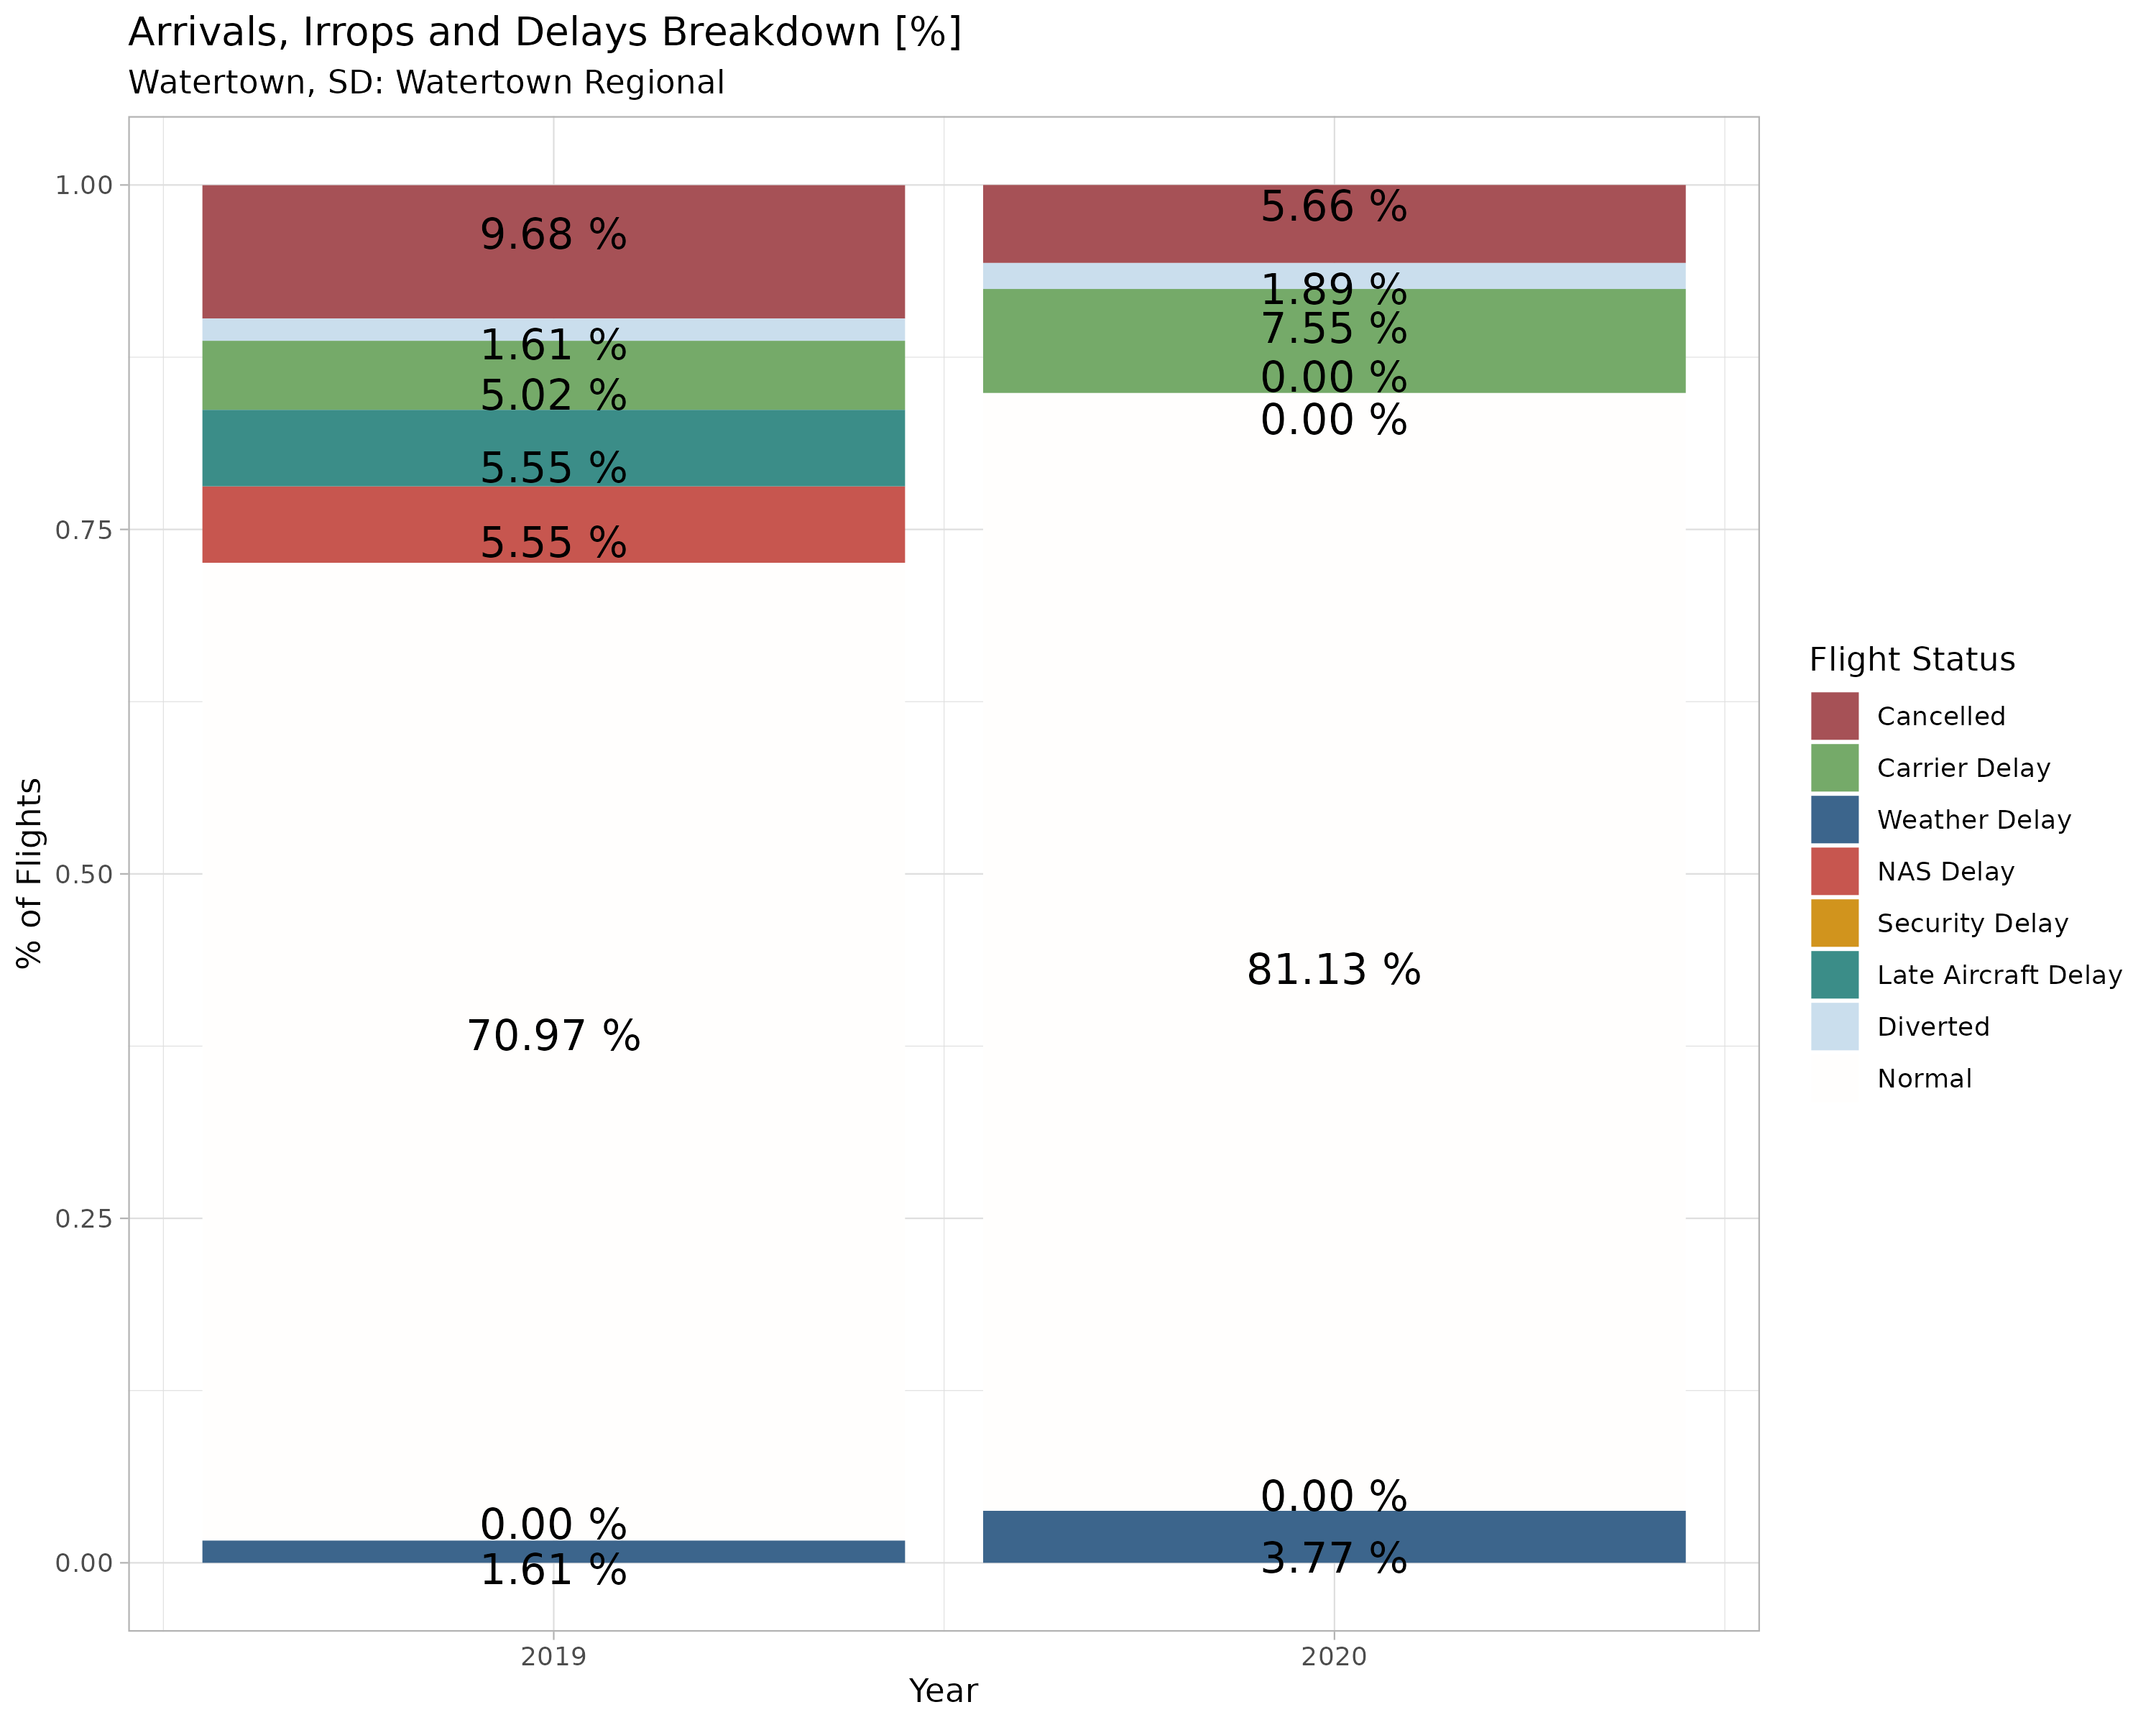 Arrivals, Irrops and Delays Breakdown [%]
Watertown, SD: Watertown Regional
% of Flights
1.00
0.75
0.50
0.25
0.00
9.68 %
1.61 %
5.02 %
5.55 %
5.55 %
70.97 %
0.00 %
1.61 %
5.66 %
1.89 %
7.55 %
0.00 %
0.00 %
81.13 %
0.00 %
3.77 %
2019
2020
Year
Flight Status
Cancelled
Carrier Delay
Weather Delay
NAS Delay
Security Delay
Late Aircraft Delay
Diverted
Normal